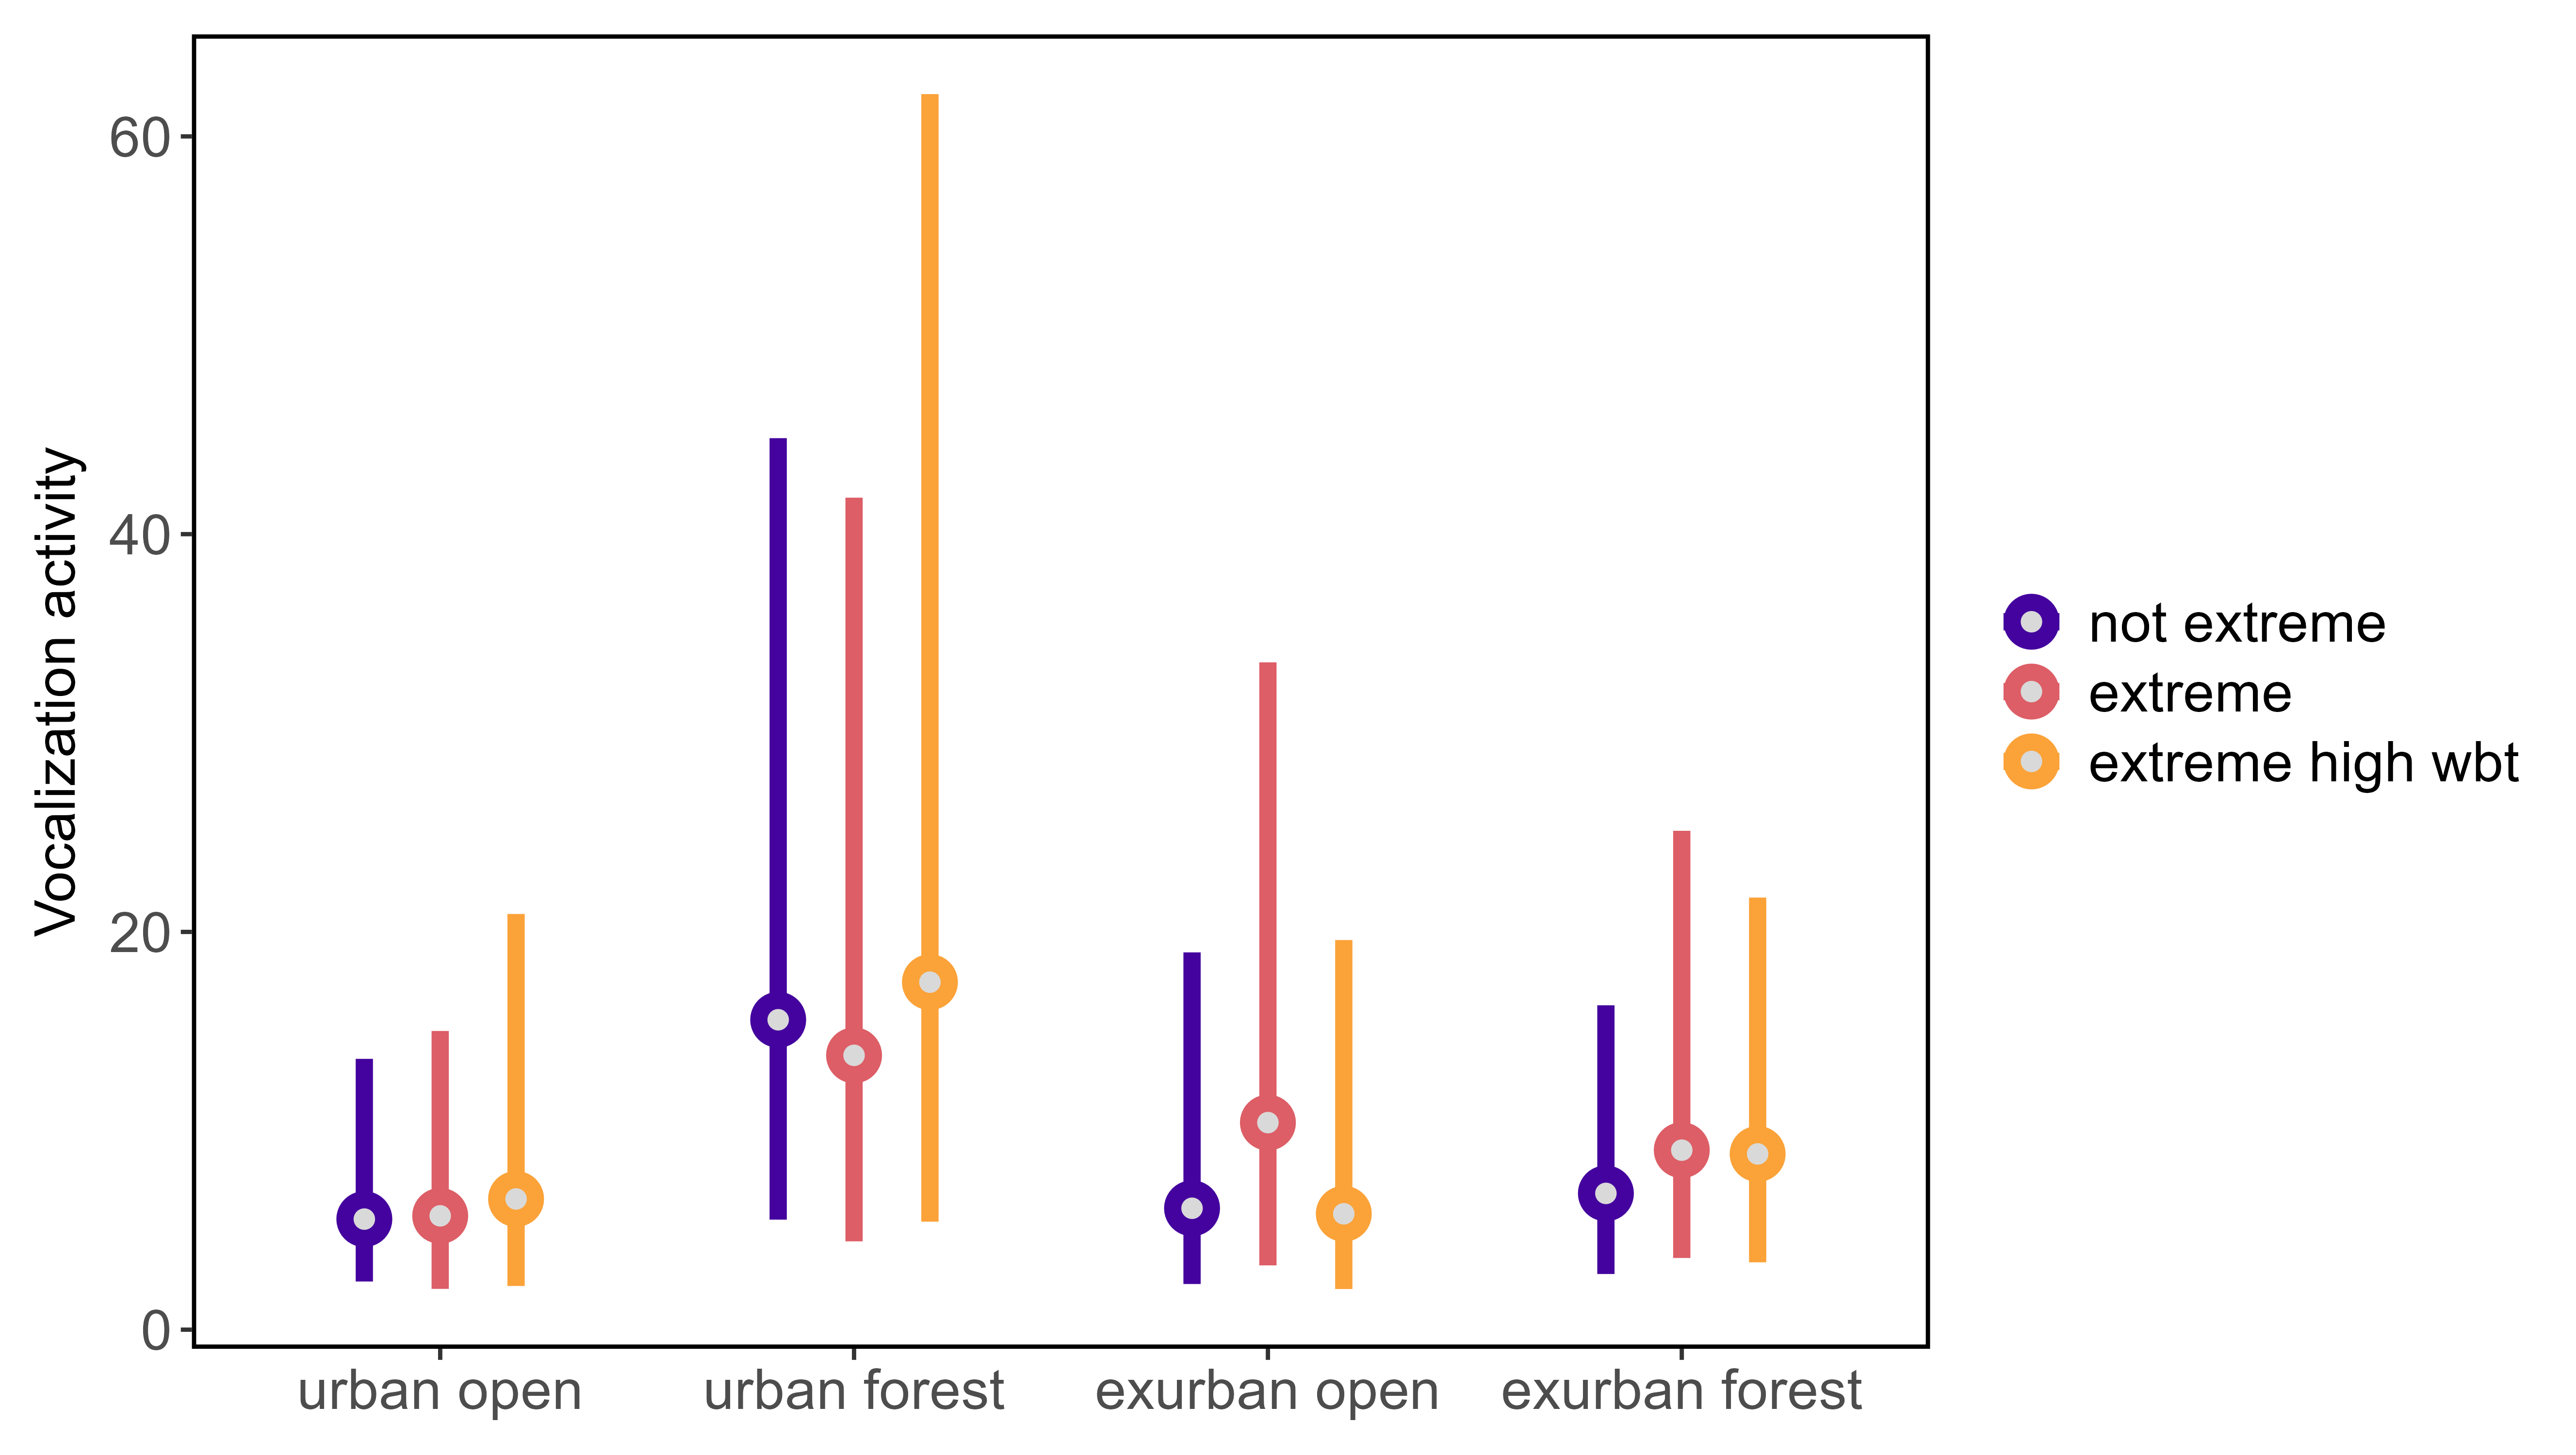 Vocalization activity
60
40
20
0
urban open
urban forest
exurban open
exurban forest
not extreme
extreme
extreme high wbt